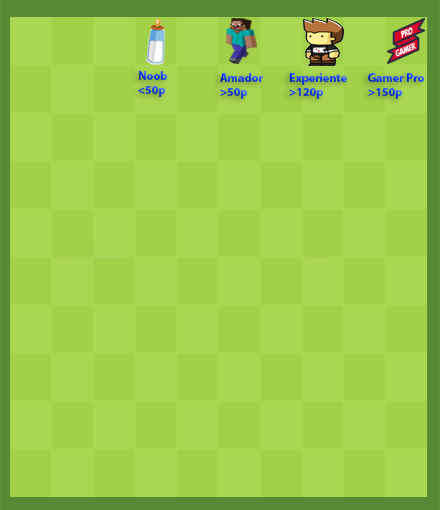 PRO
GAMER
Noob
<50p
Amador
>50p
Experiente
>120p
Gamer Pro
>150p